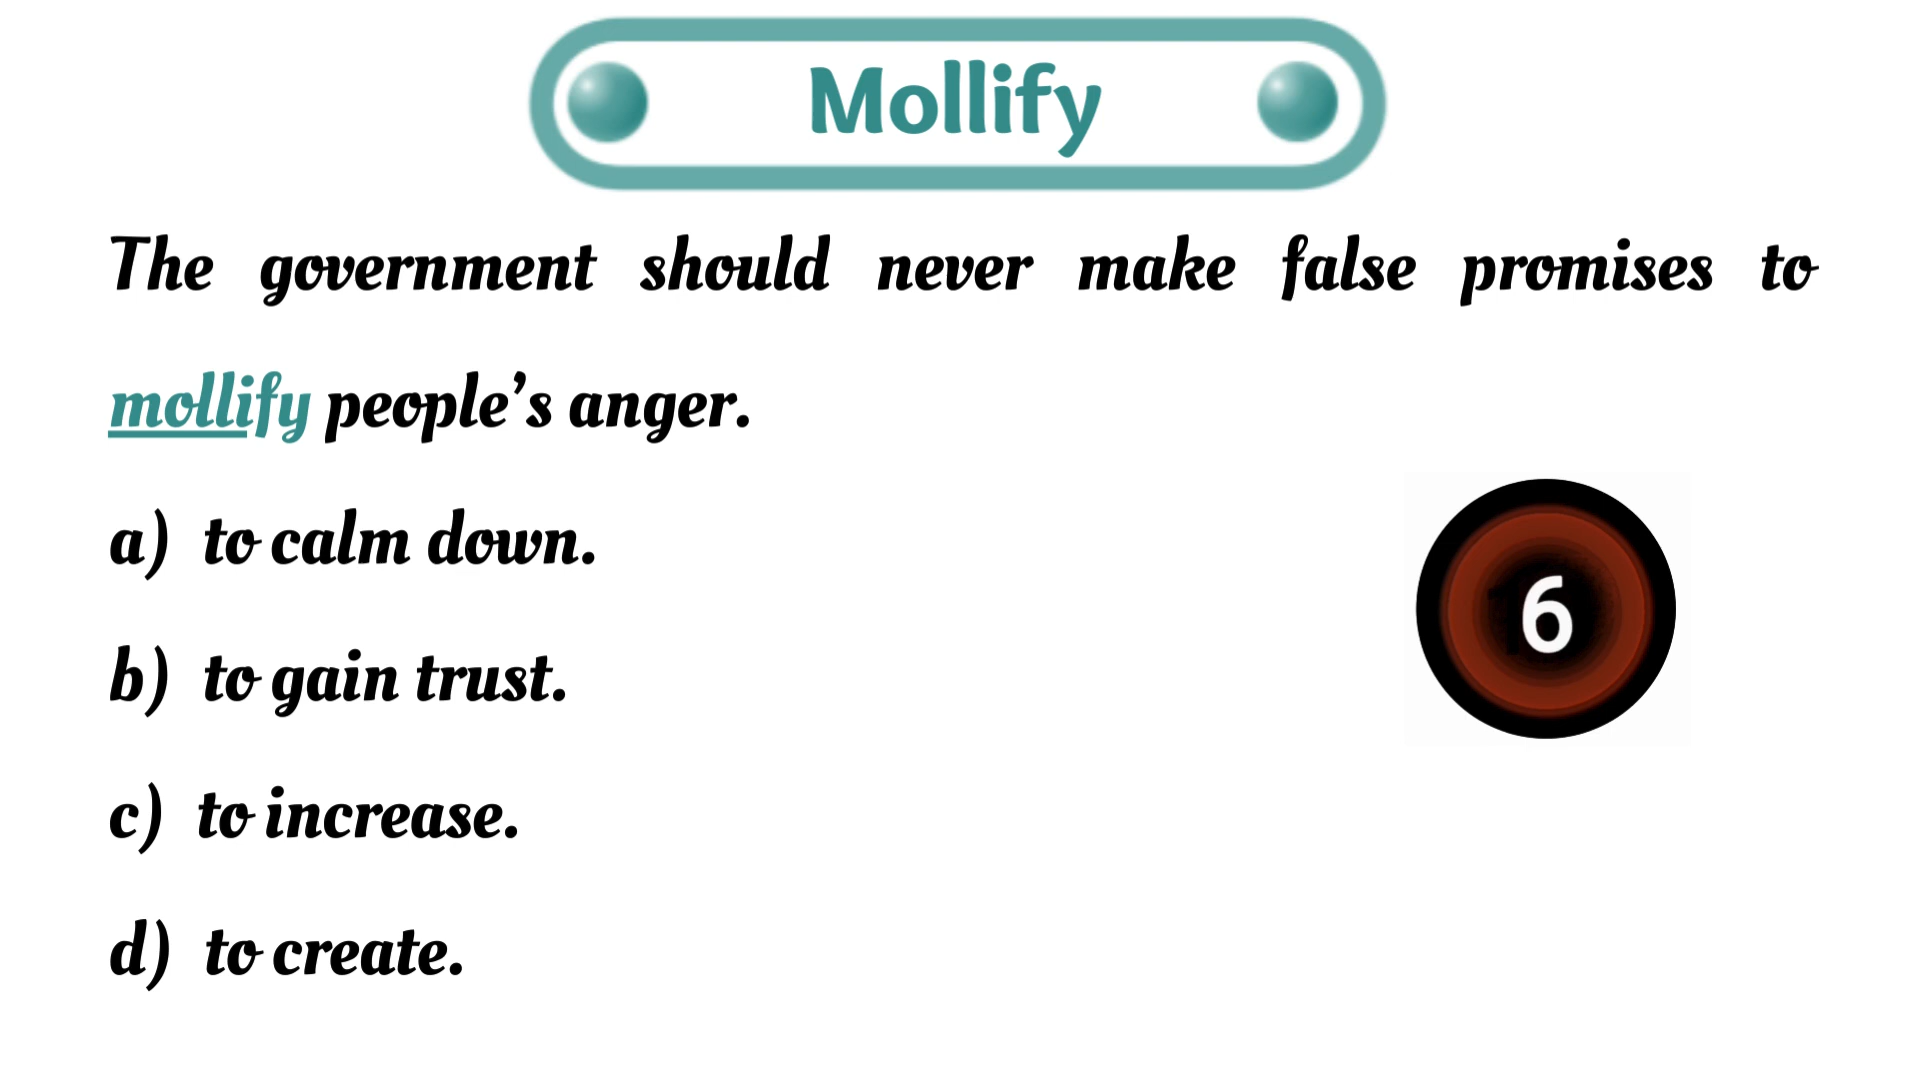 Mollify
The government should never make false promises to
mollify people’s anger.
a) to calm down.
6
b) to gain trust.
c) to increase.
d) to create.